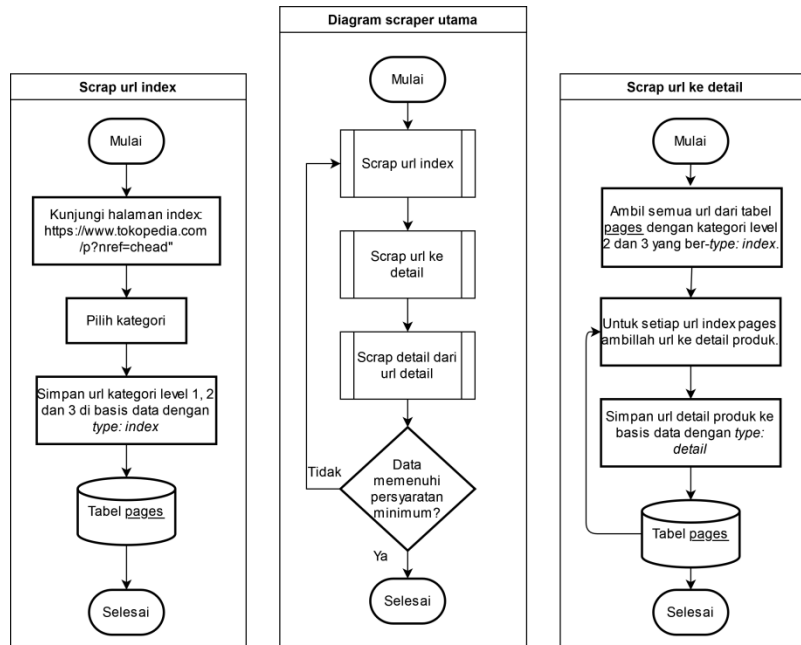 Scrap url index
Mulai
Kunjungi halaman index:
https://www.tokopedia.com
/p?nref=chead"
Pilih kategori
Simpan url kategori level 1, 2
dan 3 di basis data dengan
type: index
Tabel pages
Selesai
Diagram scraper utama
Mulai
Scrap url index
Scrap url ke
detail
Scrap detail dari
url detail
Data
memenuhi
persyaratan
minimum?
Tidak
Ya
Selesai
Scrap url ke detail
Mulai
Ambil semua url dari tabel
pages dengan kategori level
2 dan 3 yang ber-type: index.
Untuk setiap url index pages
ambillah url ke detail produk.
Simpan url detail produk ke
basis data dengan type:
detail
Tabel pages
Selesai